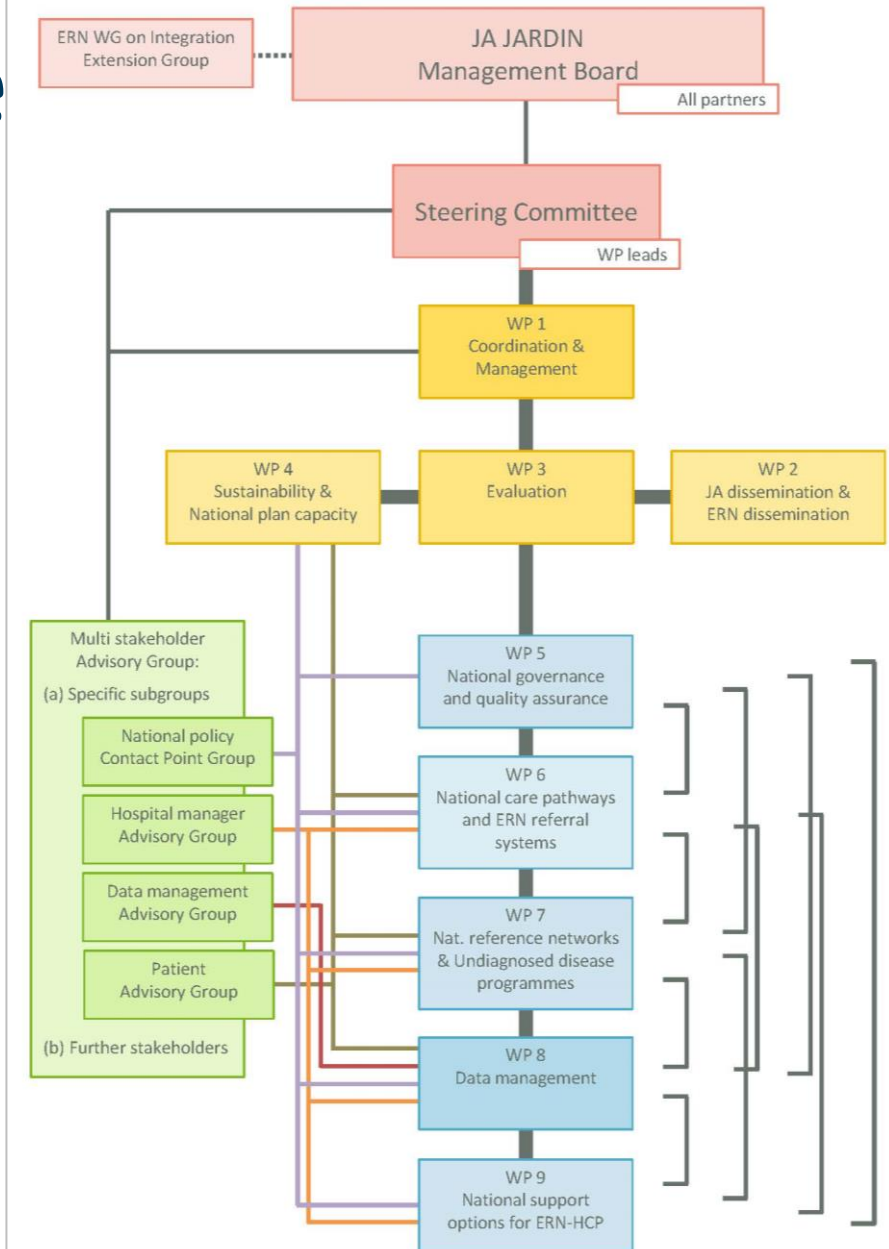 ERN WG on Integration
Extension Group
JA JARDIN
Management Board
All partners
Steering Committee
WP leads
WP 1
Coordination &
Management
WP 4
Sustainability &
National plan capacity
WP 3
Evaluation
WP 2
JA dissemination &
ERN dissemination
Multi stakeholder
Advisory Group:
(a) Specific subgroups
National policy
Contact Point Group
Hospital manager
Advisory Group
Data management
Advisory Group
Patient
Advisory Group
(b) Further stakeholders
WP 5
National governance
and quality assurance
WP 6
National care pathways
and ERN referral
systems
WP 7
Nat. reference networks
& Undiagnosed disease
programmes
WP 8
Data management
WP 9
National support
options for ERN-HCP